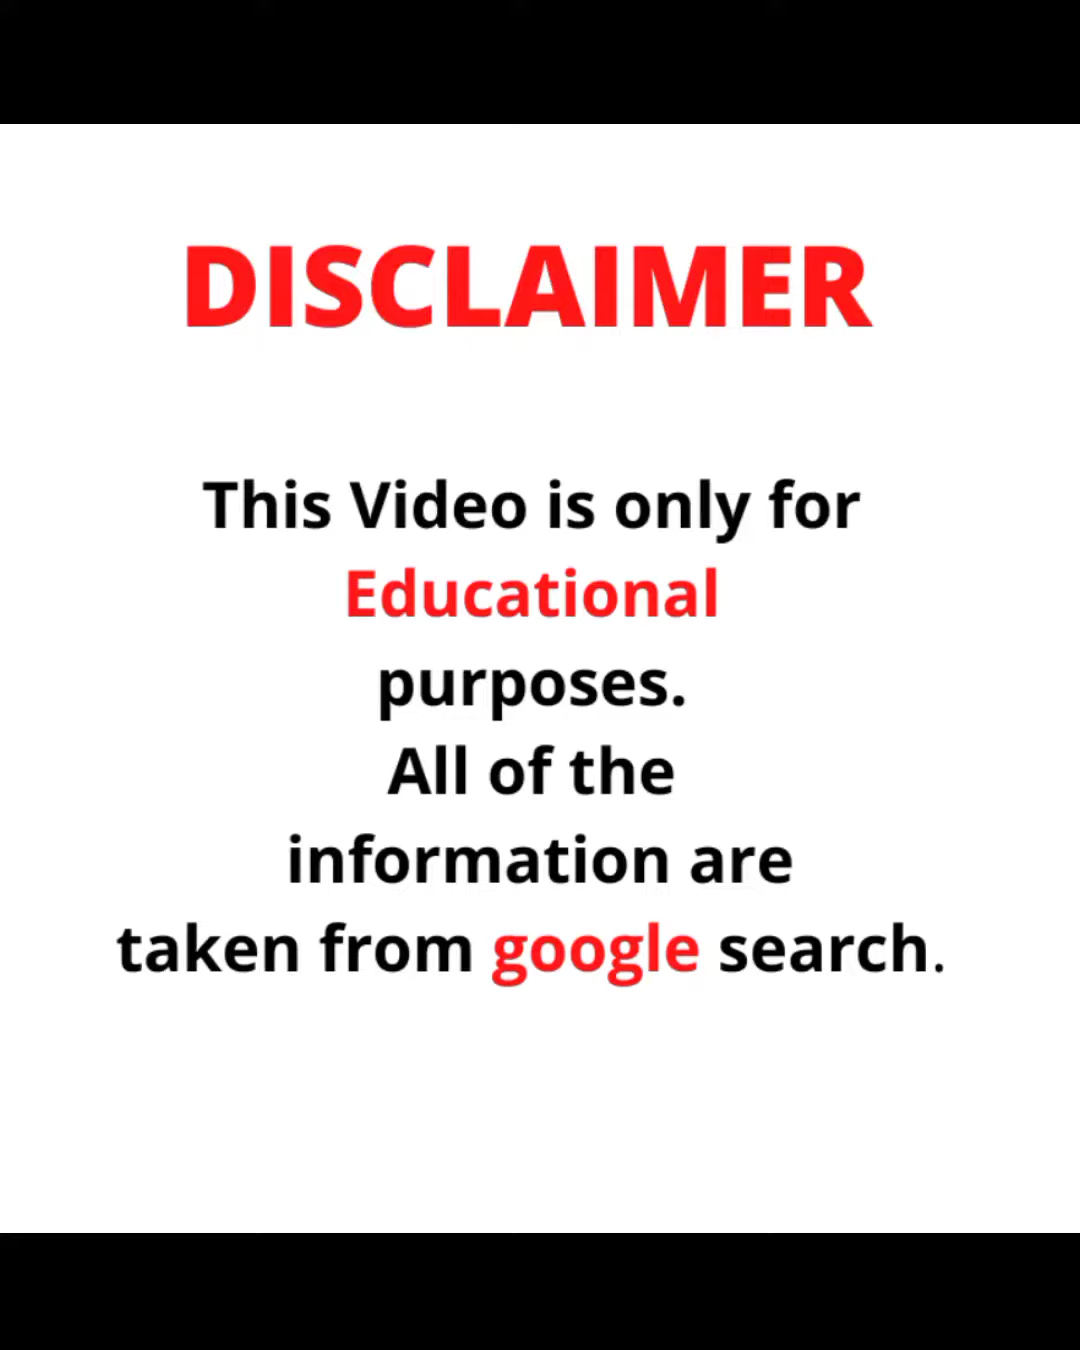 DISCLAIMER
This Video is only for
Educational
purposes.
All of the
information are
taken from google search.